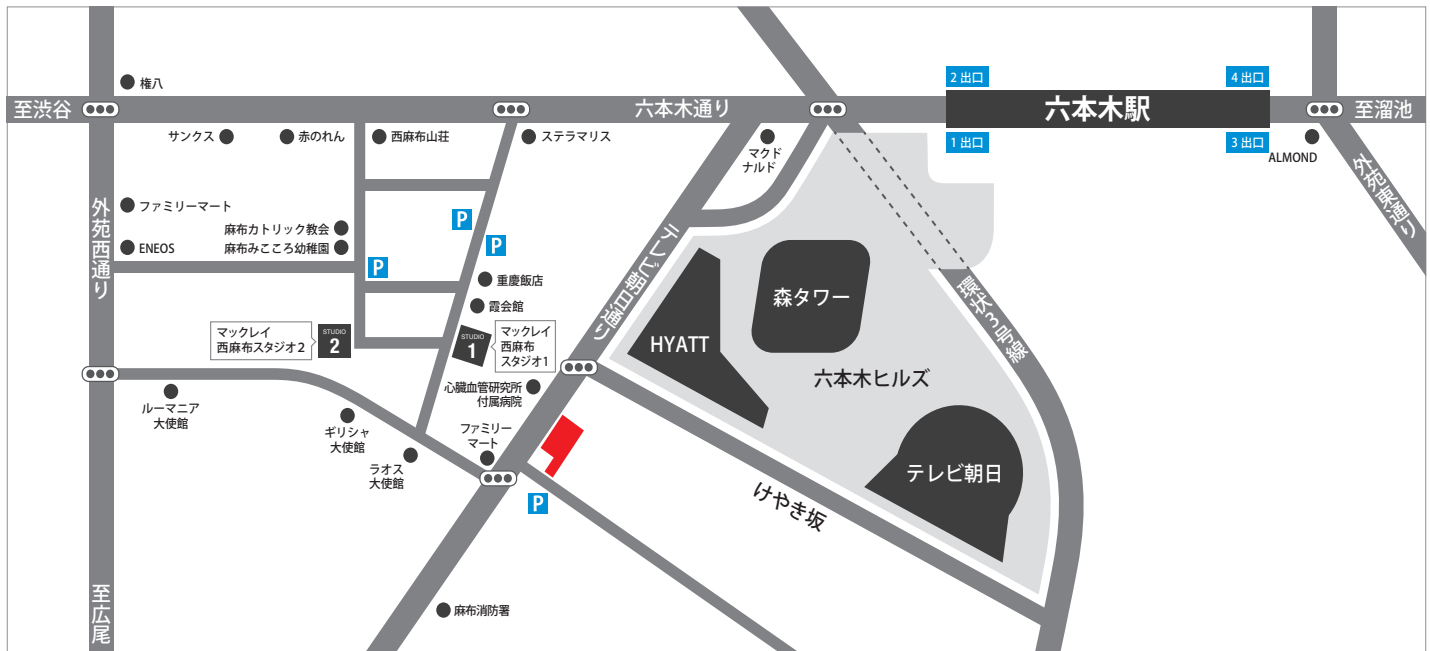 2 出口
4 出口
権八
至渋谷
六本木通り
六本木駅
至溜池
サンクス
赤のれん
西麻布山荘
ステラマリス
マクド
ナルド
1 出口
3 出口
ALMOND
外苑東通り
外苑西通り
ファミリーマート
麻布カトリック教会
ENEOS
麻布みこころ幼稚園
P
P
P
テレビ朝日通り
重慶飯店
霞会館
森タワー
環状3号線
マックレイ
西麻布スタジオ2
STUDIO
2
STUDIO
1
マックレイ
西麻布
スタジオ1
HYATT
六本木ヒルズ
心臓血管研究所
付属病院
ルーマニア
大使館
ギリシャ
大使館
ファミリー
マート
ラオス
大使館
P
けやき坂
テレビ朝日
至広尾
麻布消防署